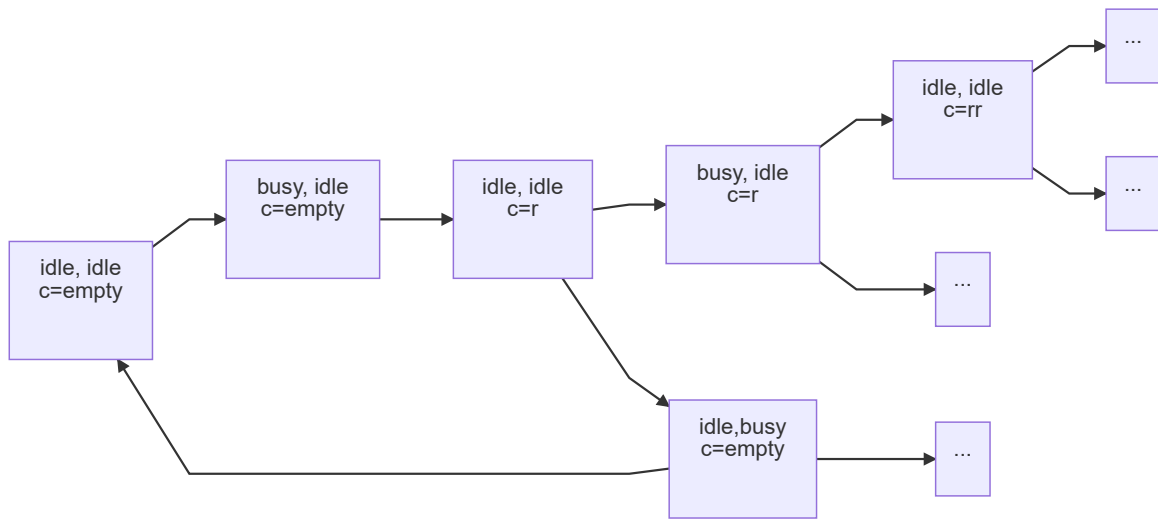 idle, idle
c=empty
busy, idle
c=empty
idle, idle
c=r
busy, idle
c=r
idle, idle
c=rr
...
...
...
idle,busy
c=empty
...